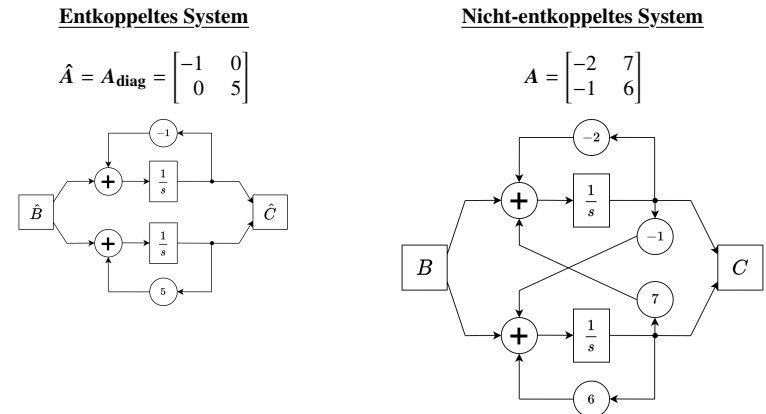 Entkoppeltes System
Â = A_diag = [−1 0
0 5]
−1
+
1/s
B̂
Ĉ
+
1/s
5
Nicht-entkoppeltes System
A = [−2 7
−1 6]
−2
+
1/s
−1
B
C
7
+
1/s
6